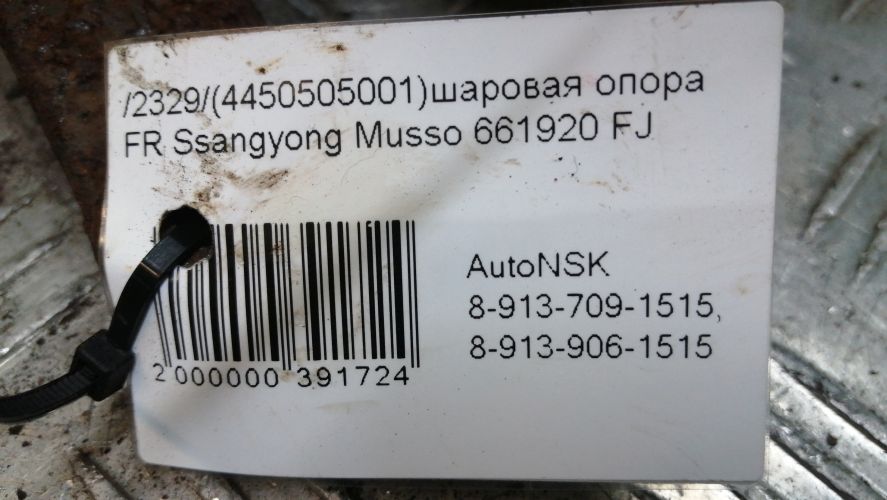 /2329/(4450505001)шаровая опора
FR Ssangyong Musso 661920 FJ
AutoNSK
8-913-709-1515,
8-913-906-1515
2 000000 391724